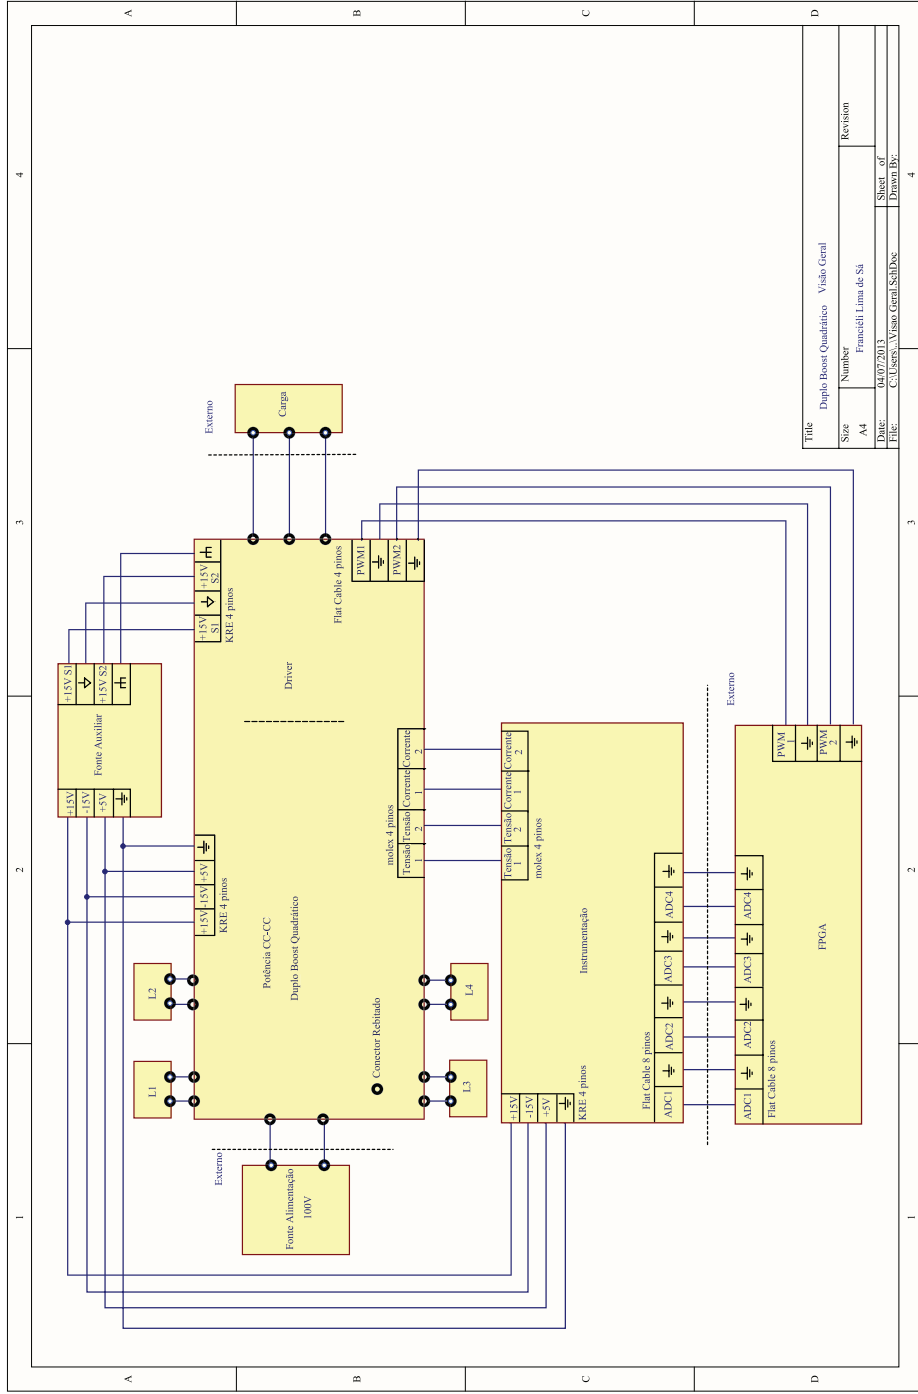 1
2
3
4
A
B
C
D
+15V
-15V
+5V
Fonte Auxiliar
+15V S1
+15V S2
L1
L2
+15V
-15V
+5V
KRE 4 pinos
+15V
S1
+15V
S2
KRE 4 pinos
Externo
Fonte Alimentação
100V
Potência CC-CC
Duplo Boost Quadrático
Conector Rebitado
Driver
Externo
Carga
Flat Cable 4 pinos
PWM1
PWM2
molex 4 pinos
Tensão
1
Tensão
2
Corrente
1
Corrente
2
L3
L4
Tensão
1
Tensão
2
Corrente
1
Corrente
2
molex 4 pinos
+15V
-15V
+5V
KRE 4 pinos
Instrumentação
Flat Cable 8 pinos
ADC1
ADC2
ADC3
ADC4
Externo
ADC1
ADC2
ADC3
ADC4
Flat Cable 8 pinos
FPGA
PWM
1
PWM
2
Title
Duplo Boost Quadrático Visão Geral
Size
A4
Number
Franciéli Lima de Sá
Revision
Date:
04/07/2013
Sheet of
File:
C:\Users\..\Visao Geral.SchDoc
Drawn By:
1
2
3
4
A
B
C
D